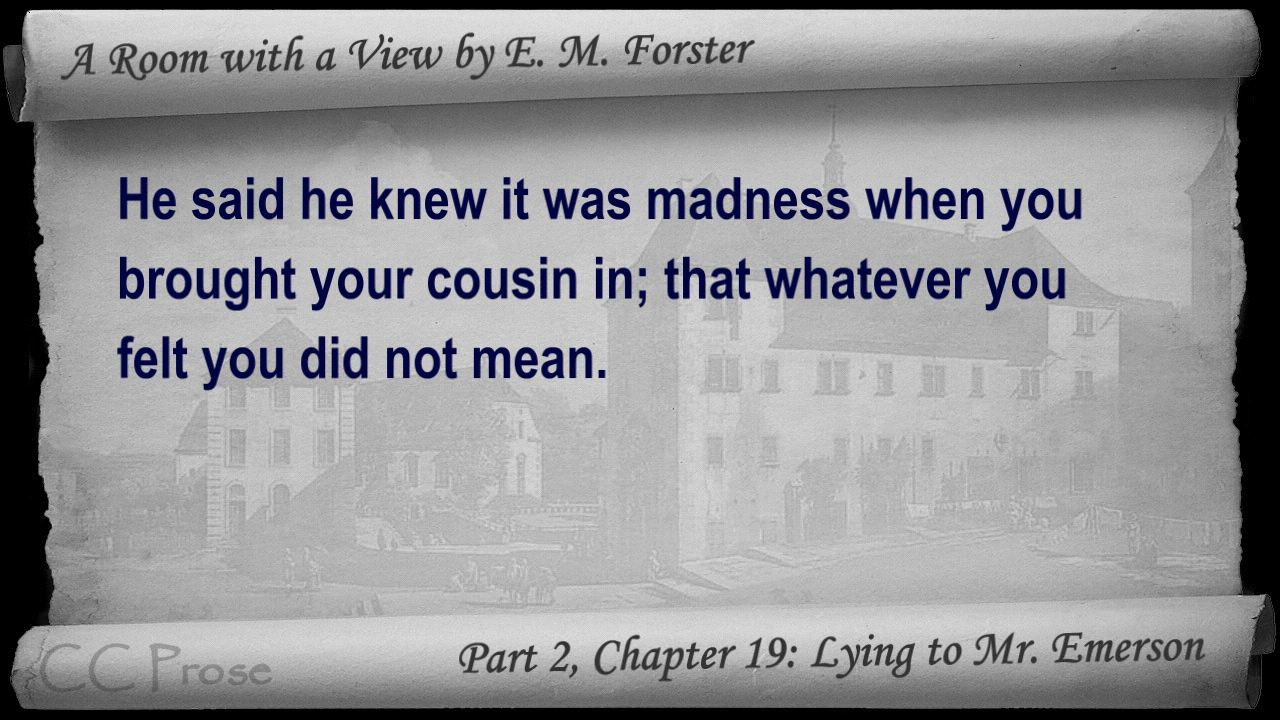 A Room with a View by E. M. Forster
He said he knew it was madness when you
brought your cousin in; that whatever you
felt you did not mean.
CC Prose
Part 2, Chapter 19: Lying to Mr. Emerson